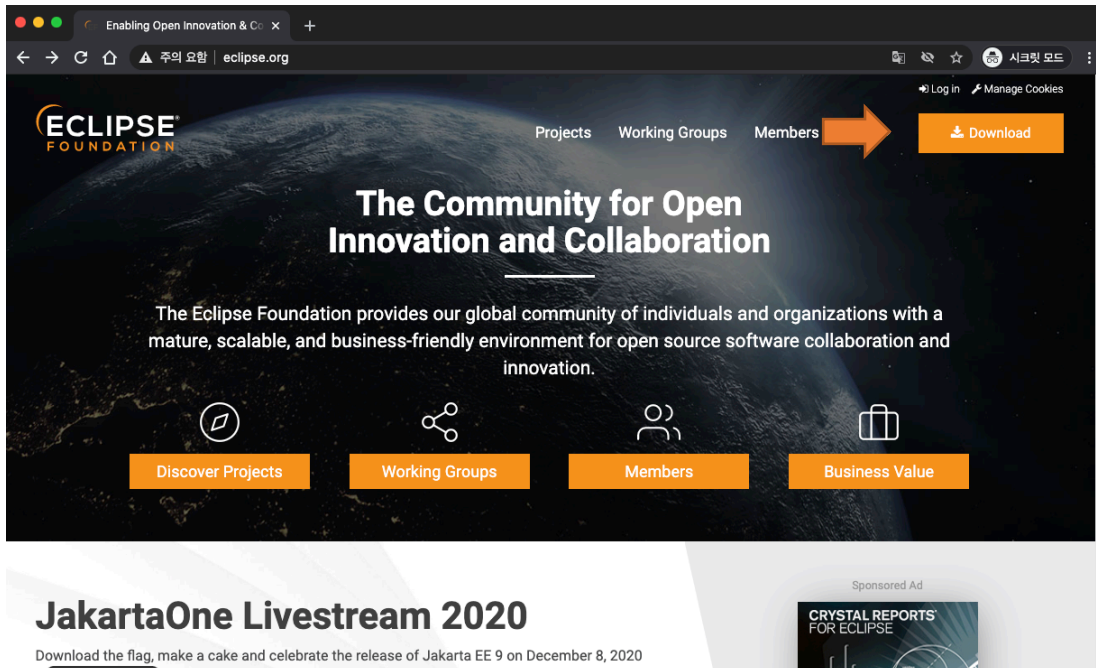 Enabling Open Innovation & Co
주의 요함 eclipse.org 시크릿 모드
Log in Manage Cookies
ECLIPSE
FOUNDATION
Projects Working Groups Members Download
The Community for Open
Innovation and Collaboration
The Eclipse Foundation provides our global community of individuals and organizations with a
mature, scalable, and business-friendly environment for open source software collaboration and
innovation.
Discover Projects Working Groups Members Business Value
Sponsored Ad
JakartaOne Livestream 2020
CRYSTAL REPORTS
FOR ECLIPSE
Download the flag, make a cake and celebrate the release of Jakarta EE 9 on December 8, 2020